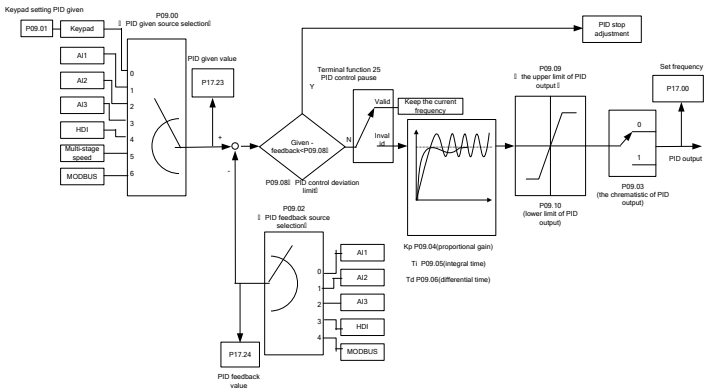 Keypad setting PID given
P09.01
Keypad
AI1
AI2
AI3
HDI
Multi-stage
speed
MODBUS
P09.00
PID given source selection
0
1
2
3
4
4
5
6
PID given value
P17.23
+
-
Y
N
Given -
feedback<P09.08
P09.08 PID control deviation
limit
Terminal function 25
PID control pause
Valid
Inval
id
Keep the current
frequency
PID stop
adjustment
Kp P09.04(proportional gain)
Ti P09.05(integral time)
Td P09.06(differential time)
P09.09
the upper limit of PID
output
P09.10
(lower limit of PID
output)
0
1
P09.03
(the chrematistic of PID
output)
Set frequency
P17.00
PID output
P09.02
PID feedback source
selection
0
1
2
3
4
AI1
AI2
AI3
HDI
MODBUS
P17.24
PID feedback
value